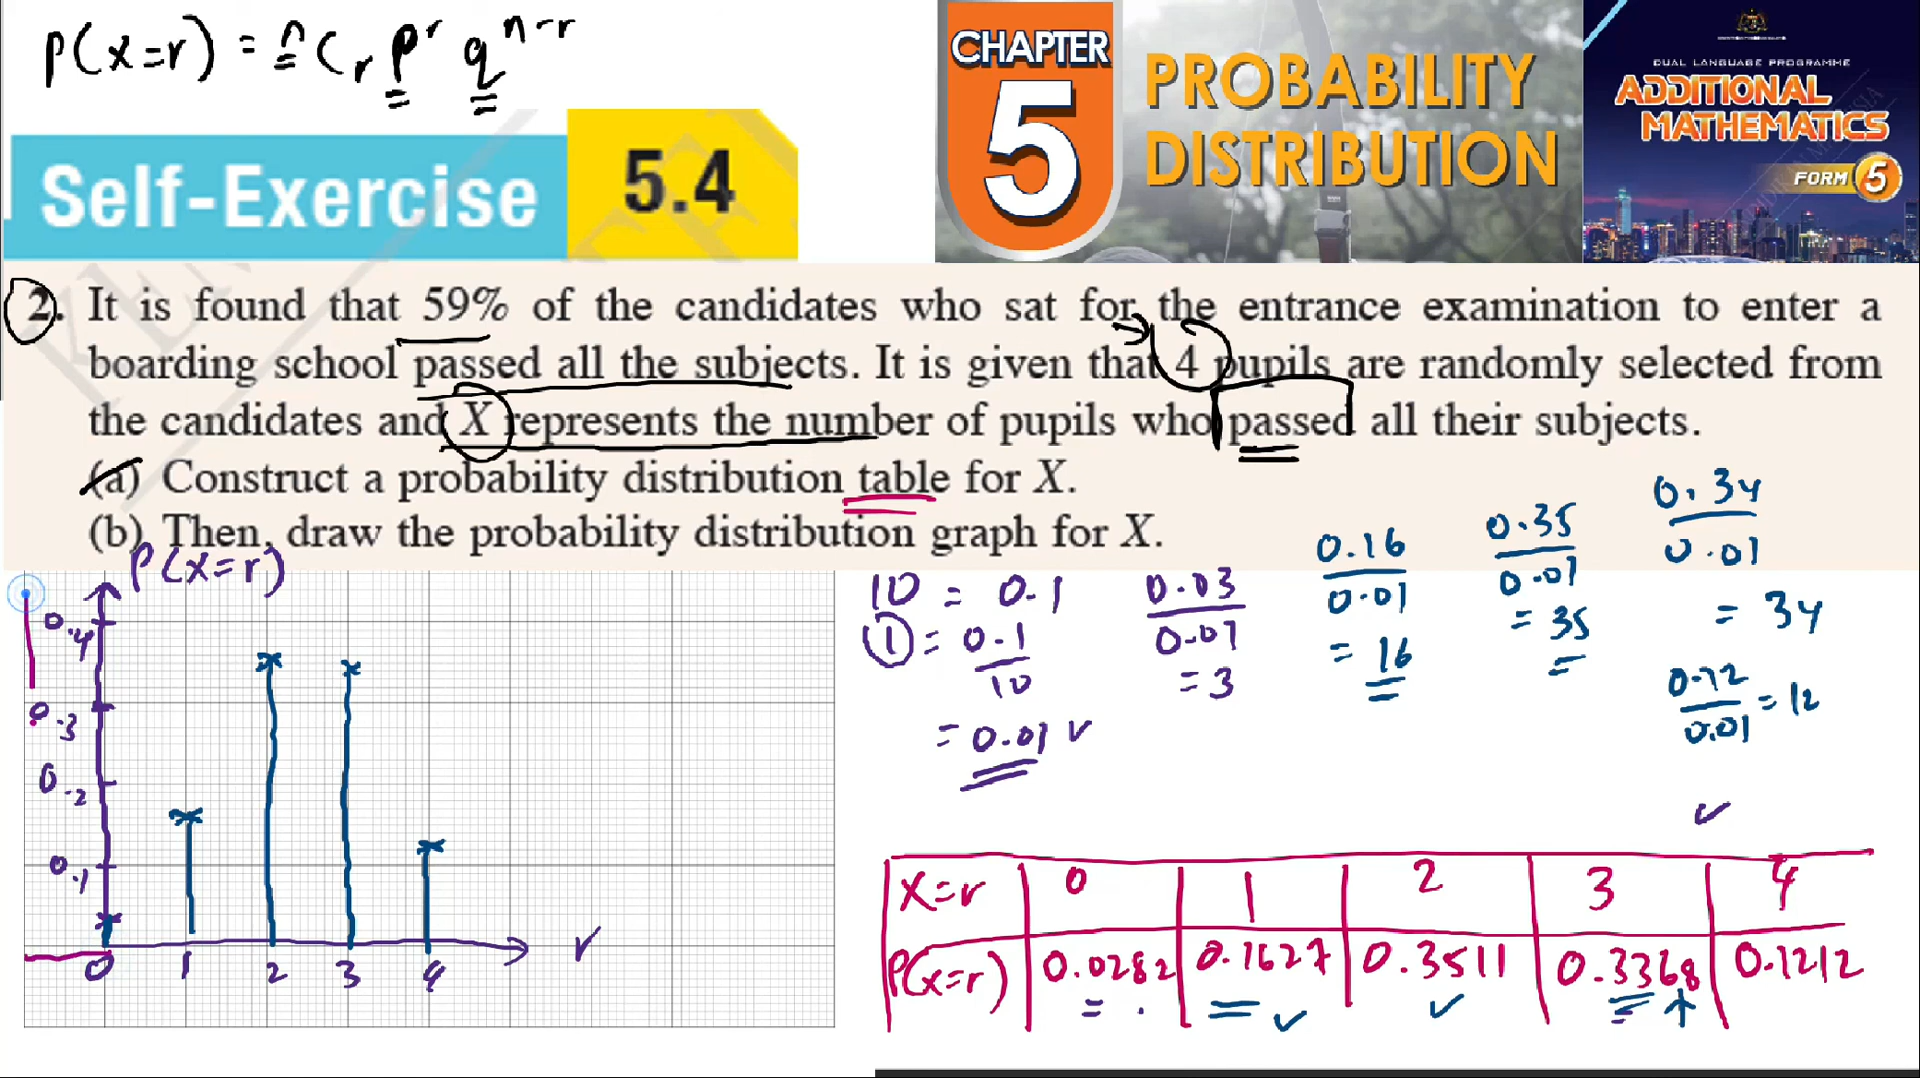 P(X=r) = nCr p^r q^n-r
CHAPTER 5
PROBABILITY DISTRIBUTION
DUAL LANGUAGE PROGRAMME
ADDITIONAL
MATHEMATICS
FORM 5
Self-Exercise 5.4
2. It is found that 59% of the candidates who sat for the entrance examination to enter a
boarding school passed all the subjects. It is given that 4 pupils are randomly selected from
the candidates and X represents the number of pupils who passed all their subjects.
(a) Construct a probability distribution table for X.
(b) Then, draw the probability distribution graph for X.
P(X=r)
0.4
0.3
0.2
0.1
0 1 2 3 4 r
10 = 0.1
1 = 0.1/10
= 0.01
0.03/0.01
= 3
0.16/0.01
= 16
0.35/0.01
= 35
0.34/0.01
= 34
0.12/0.01 = 12
X=r 0 1 2 3 4
P(X=r) 0.0282 0.1627 0.3511 0.3368 0.1212